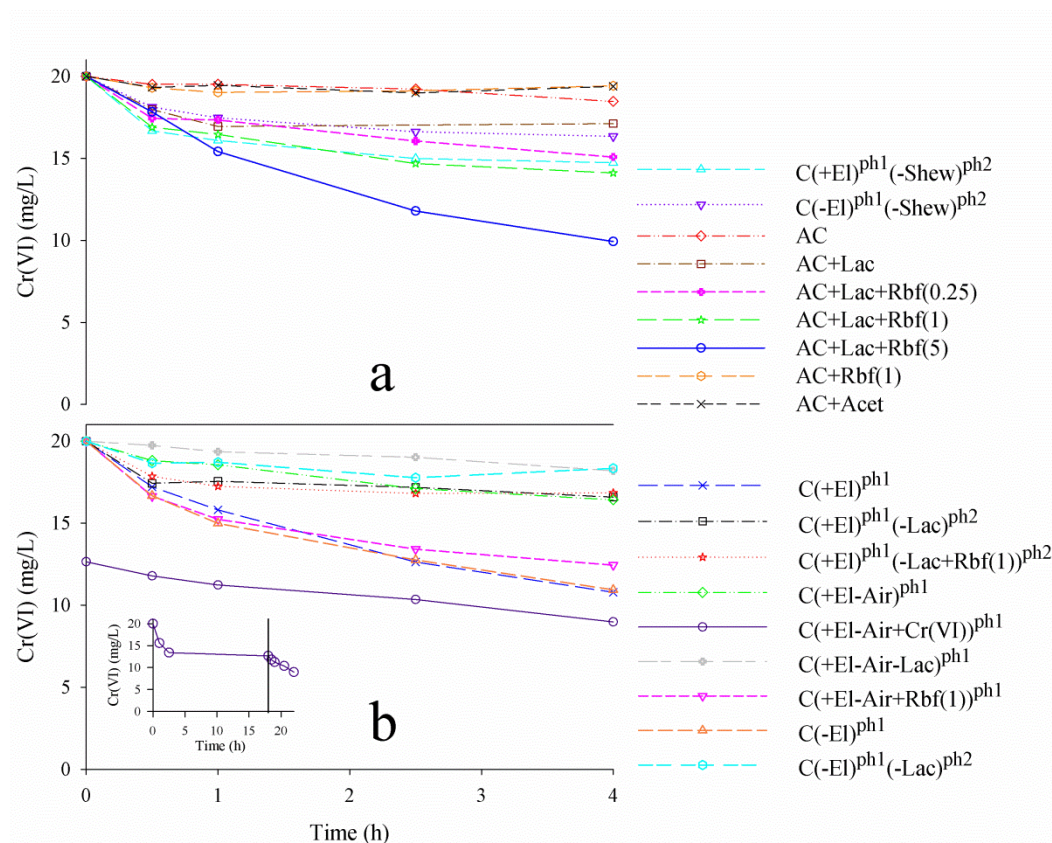 20
15
10
5
0
Cr(VI) (mg/L)
a
C(+El)ph1(-Shew)ph2
C(-El)ph1(-Shew)ph2
AC
AC+Lac
AC+Lac+Rbf(0.25)
AC+Lac+Rbf(1)
AC+Lac+Rbf(5)
AC+Rbf(1)
AC+Acet
20
15
10
5
0
Cr(VI) (mg/L)
20
15
10
5
0
Cr(VI) (mg/L)
0 5 10 15 20
Time (h)
b
0 1 2 3 4
Time (h)
C(+El)ph1
C(+El)ph1(-Lac)ph2
C(+El)ph1(-Lac+Rbf(1))ph2
C(+El-Air)ph1
C(+El-Air+Cr(VI))ph1
C(+El-Air-Lac)ph1
C(+El-Air+Rbf(1))ph1
C(-El)ph1
C(-El)ph1(-Lac)ph2